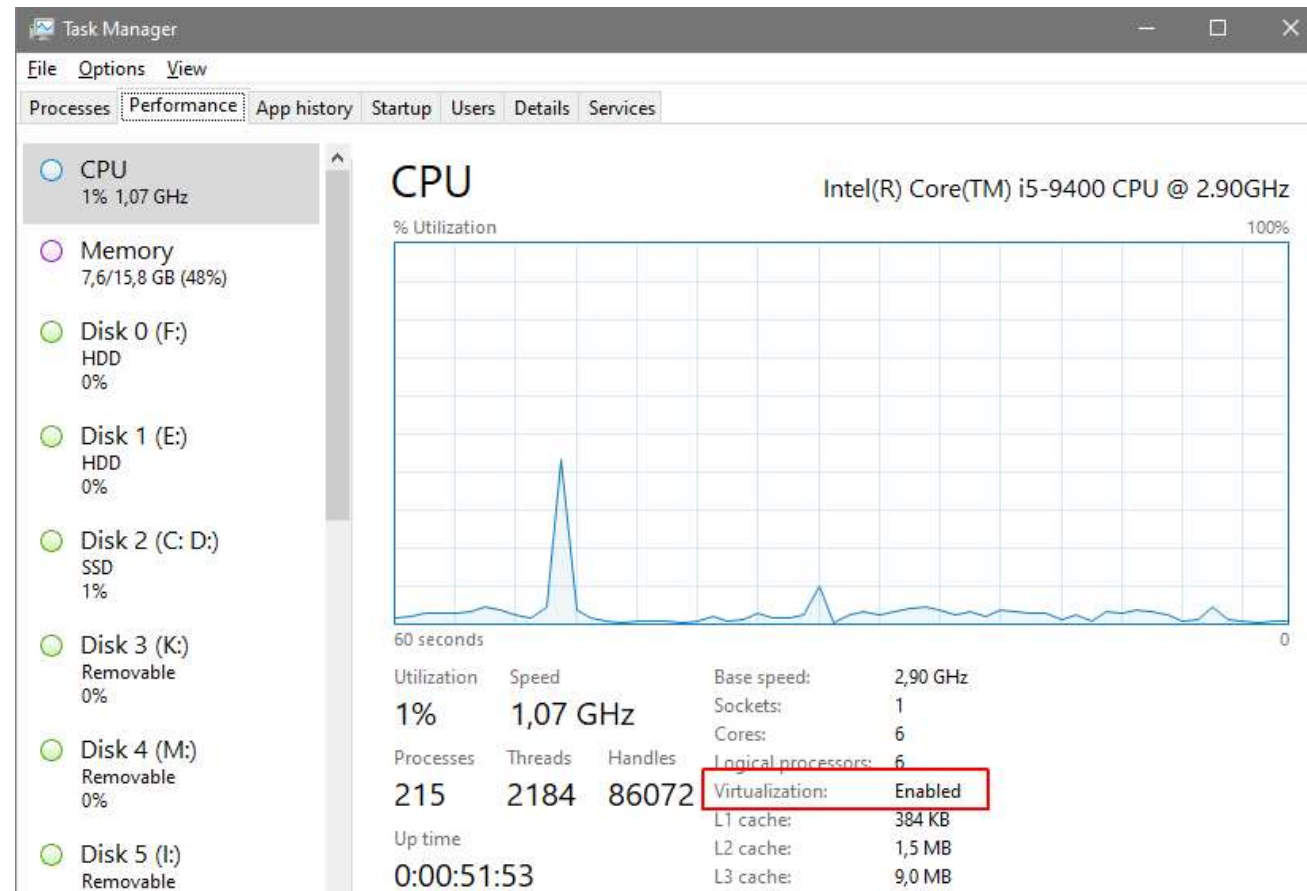 Task Manager
File Options View
Processes Performance App history Startup Users Details Services
CPU
1% 1,07 GHz
Memory
7,6/15,8 GB (48%)
Disk 0 (F:)
HDD
0%
Disk 1 (E:)
HDD
0%
Disk 2 (C: D:)
SSD
1%
Disk 3 (K:)
Removable
0%
Disk 4 (M:)
Removable
0%
Disk 5 (I:)
Removable
CPU Intel(R) Core(TM) i5-9400 CPU @ 2.90GHz
% Utilization 100%
60 seconds 0
Utilization Speed
1% 1,07 GHz
Processes Threads Handles
215 2184 86072
Up time
0:00:51:53
Base speed: 2,90 GHz
Sockets: 1
Cores: 6
Logical processors: 6
Virtualization: Enabled
L1 cache: 384 KB
L2 cache: 1,5 MB
L3 cache: 9,0 MB